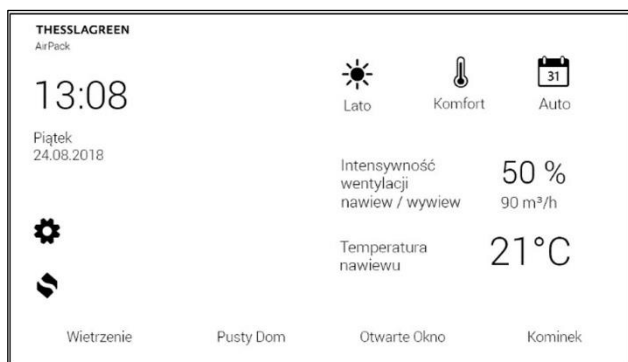 THESSLAGREEN
AirPack
13:08
Piątek
24.08.2018
31
Lato
Komfort
Auto
Intensywność
wentylacji
nawiew / wywiew
50 %
90 m³/h
Temperatura
nawiewu
21°C
Wietrzenie
Pusty Dom
Otwarte Okno
Kominek